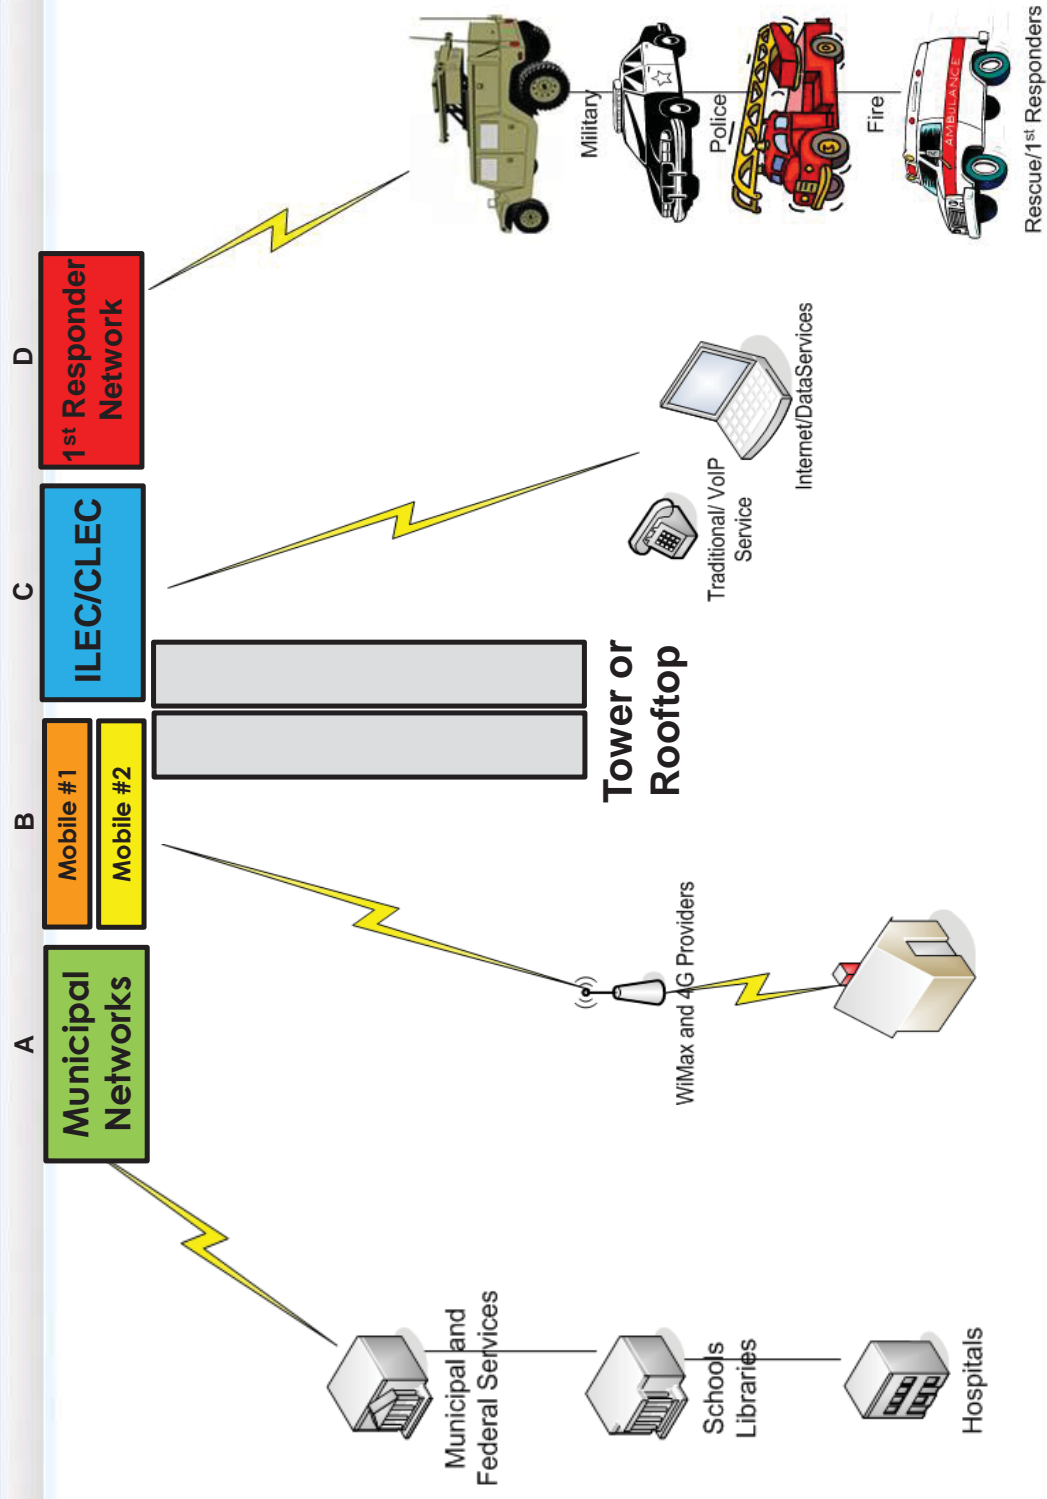 A
B
C
D
Municipal
Networks
Mobile #1
Mobile #2
ILEC/CLEC
1st Responder
Network
Municipal and
Federal Services
Schools
Libraries
Hospitals
WiMax and 4G Providers
Tower or
Rooftop
Traditional/ VoIP
Service
Internet/DataServices
Military
Police
Fire
AMBULANCE
Rescue/1st Responders